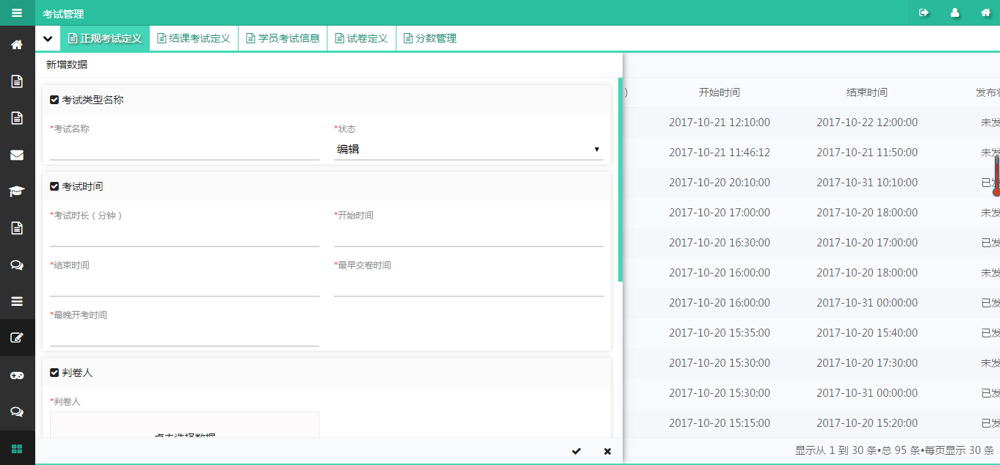 考试管理
正规考试定义 结课考试定义 学员考试信息 试卷定义 分数管理
新增数据
考试类型名称
*考试名称 *状态
编辑
考试时间
*考试时长（分钟） *开始时间
*结束时间 *最早交卷时间
*最晚开考时间
判卷人
*判卷人
点击选择数据
) 开始时间 结束时间 发布
2017-10-21 12:10:00 2017-10-22 12:00:00 未发
2017-10-21 11:46:12 2017-10-21 11:50:00 未发
2017-10-20 20:10:00 2017-10-31 10:10:00 已发
2017-10-20 17:00:00 2017-10-20 18:00:00 未发
2017-10-20 16:30:00 2017-10-20 17:00:00 已发
2017-10-20 16:00:00 2017-10-20 18:00:00 未发
2017-10-20 16:00:00 2017-10-31 00:00:00 已发
2017-10-20 15:35:00 2017-10-20 15:40:00 已发
2017-10-20 15:30:00 2017-10-20 17:30:00 未发
2017-10-20 15:30:00 2017-10-31 00:00:00 已发
2017-10-20 15:15:00 2017-10-20 15:20:00 已发
显示从 1 到 30 条•总 95 条•每页显示 30 条